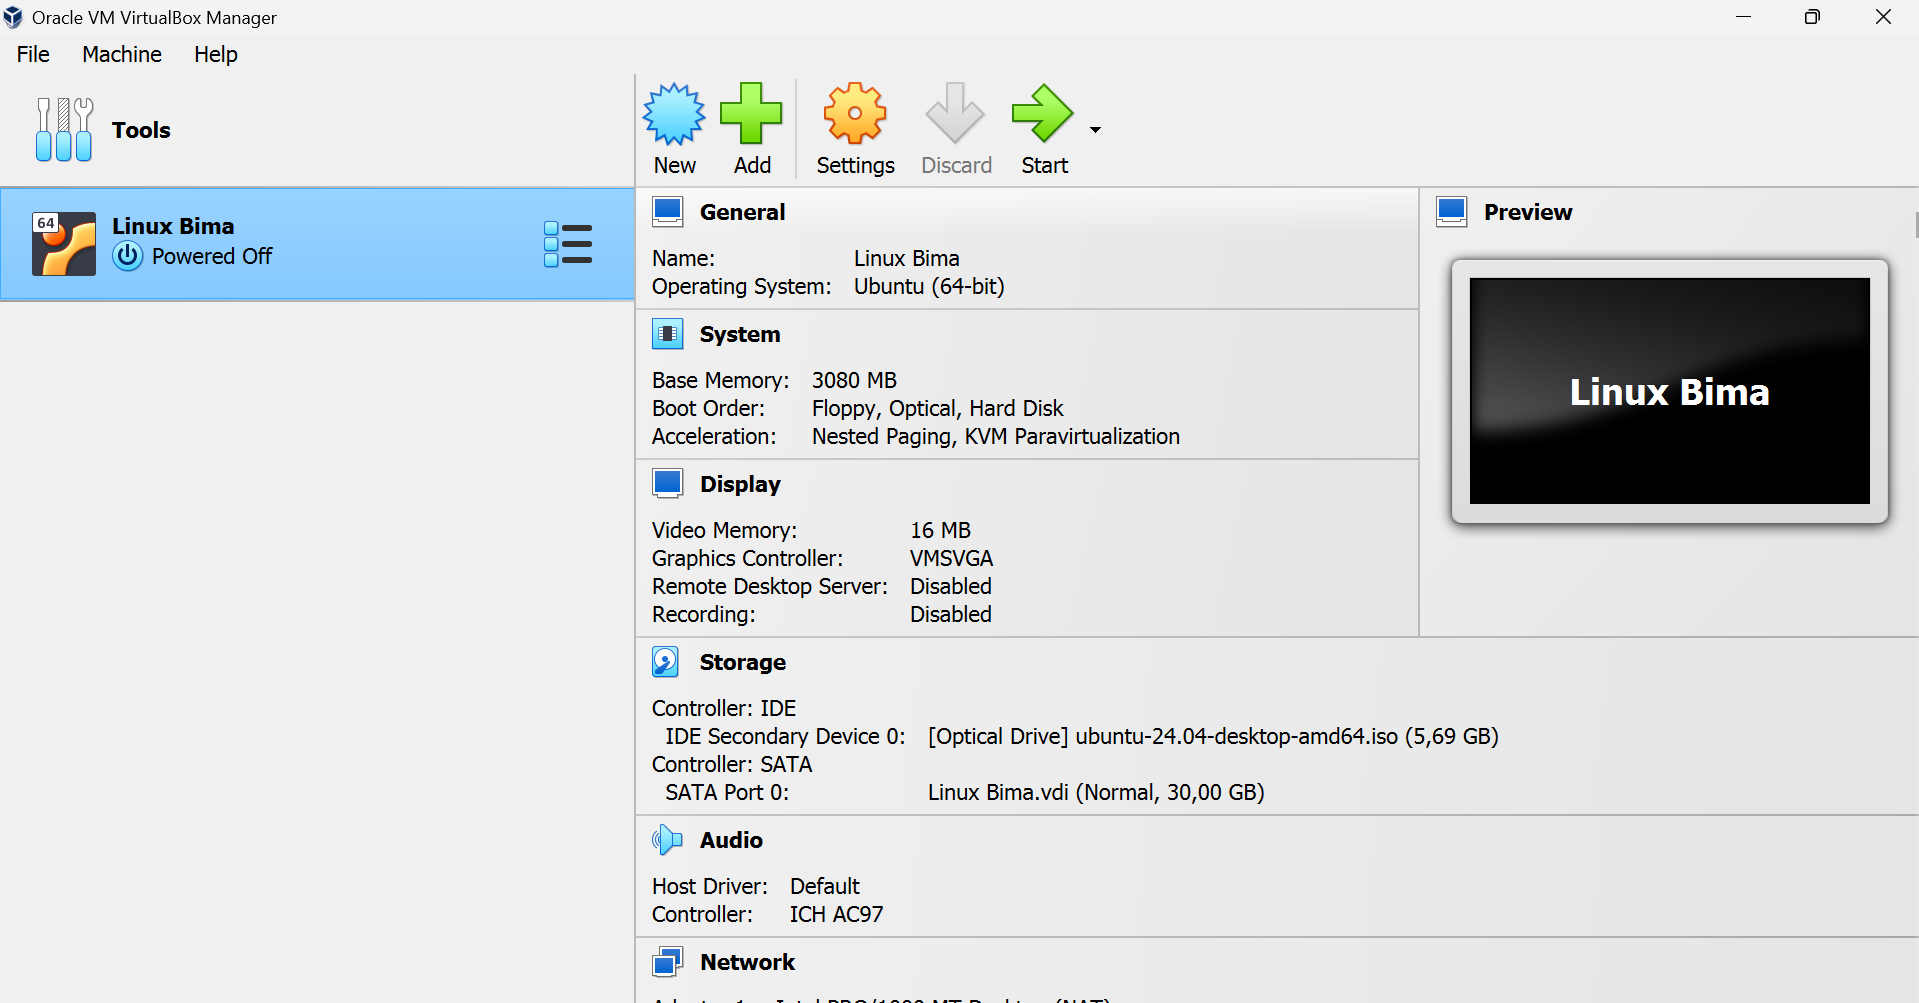 Oracle VM VirtualBox Manager
File Machine Help
Tools
New Add Settings Discard Start
64
Linux Bima
Powered Off
General
Name: Linux Bima
Operating System: Ubuntu (64-bit)
Preview
Linux Bima
System
Base Memory: 3080 MB
Boot Order: Floppy, Optical, Hard Disk
Acceleration: Nested Paging, KVM Paravirtualization
Display
Video Memory: 16 MB
Graphics Controller: VMSVGA
Remote Desktop Server: Disabled
Recording: Disabled
Storage
Controller: IDE
IDE Secondary Device 0: [Optical Drive] ubuntu-24.04-desktop-amd64.iso (5,69 GB)
Controller: SATA
SATA Port 0: Linux Bima.vdi (Normal, 30,00 GB)
Audio
Host Driver: Default
Controller: ICH AC97
Network